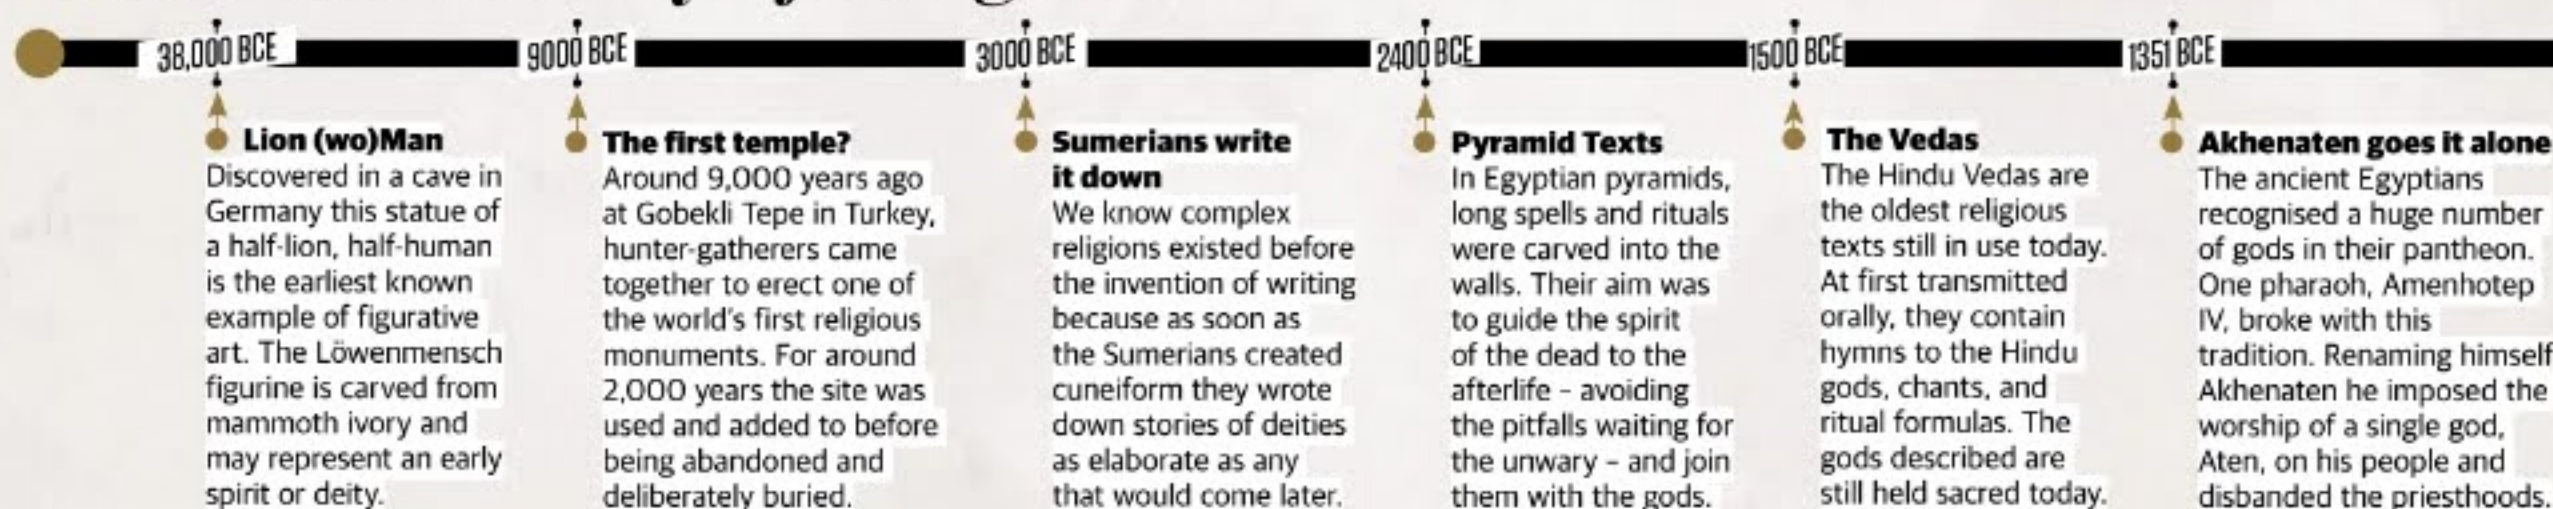 38,000 BCE
9000 BCE
3000 BCE
2400 BCE
1500 BCE
1351 BCE
Lion (wo)Man
Discovered in a cave in
Germany this statue of
a half-lion, half-human
is the earliest known
example of figurative
art. The Löwenmensch
figurine is carved from
mammoth ivory and
may represent an early
spirit or deity.
The first temple?
Around 9,000 years ago
at Gobekli Tepe in Turkey,
hunter-gatherers came
together to erect one of
the world's first religious
monuments. For around
2,000 years the site was
used and added to before
being abandoned and
deliberately buried.
Sumerians write
it down
We know complex
religions existed before
the invention of writing
because as soon as
the Sumerians created
cuneiform they wrote
down stories of deities
as elaborate as any
that would come later.
Pyramid Texts
In Egyptian pyramids,
long spells and rituals
were carved into the
walls. Their aim was
to guide the spirit
of the dead to the
afterlife – avoiding
the pitfalls waiting for
the unwary – and join
them with the gods.
The Vedas
The Hindu Vedas are
the oldest religious
texts still in use today.
At first transmitted
orally, they contain
hymns to the Hindu
gods, chants, and
ritual formulas. The
gods described are
still held sacred today.
Akhenaten goes it alone
The ancient Egyptians
recognised a huge number
of gods in their pantheon.
One pharaoh, Amenhotep
IV, broke with this
tradition. Renaming himself
Akhenaten he imposed the
worship of a single god,
Aten, on his people and
disbanded the priesthoods.